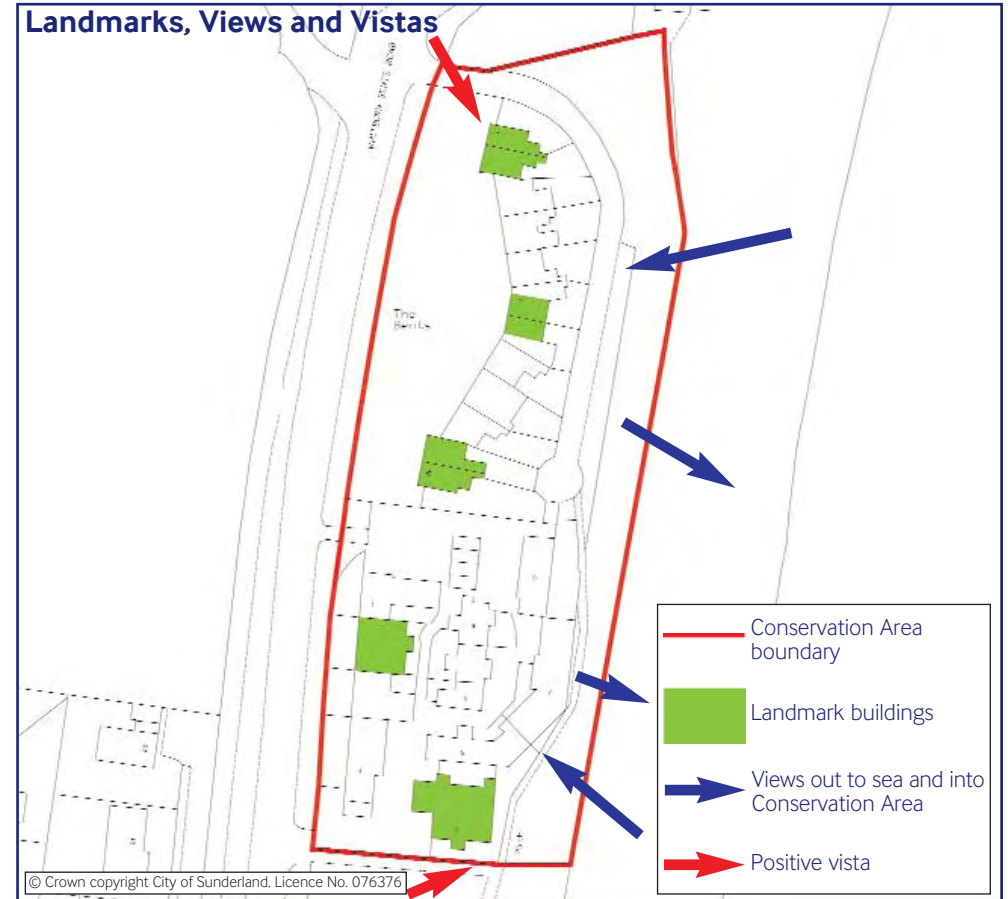 Landmarks, Views and Vistas
The
Conservation Area
boundary
Landmark buildings
Views out to sea and into
Conservation Area
Positive vista
© Crown copyright City of Sunderland. Licence No. 076376